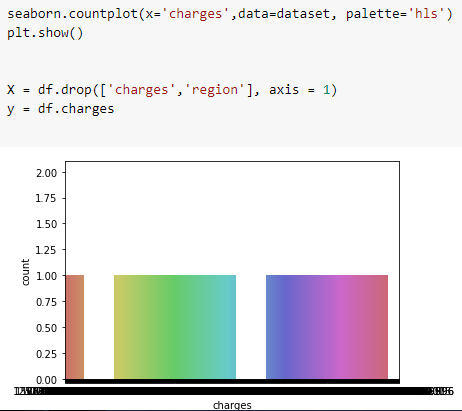 seaborn.countplot(x='charges',data=dataset, palette='hls')
plt.show()
X = df.drop(['charges','region'], axis = 1)
y = df.charges
2.00
1.75
1.50
1.25
1.00
0.75
0.50
0.25
0.00
count
charges